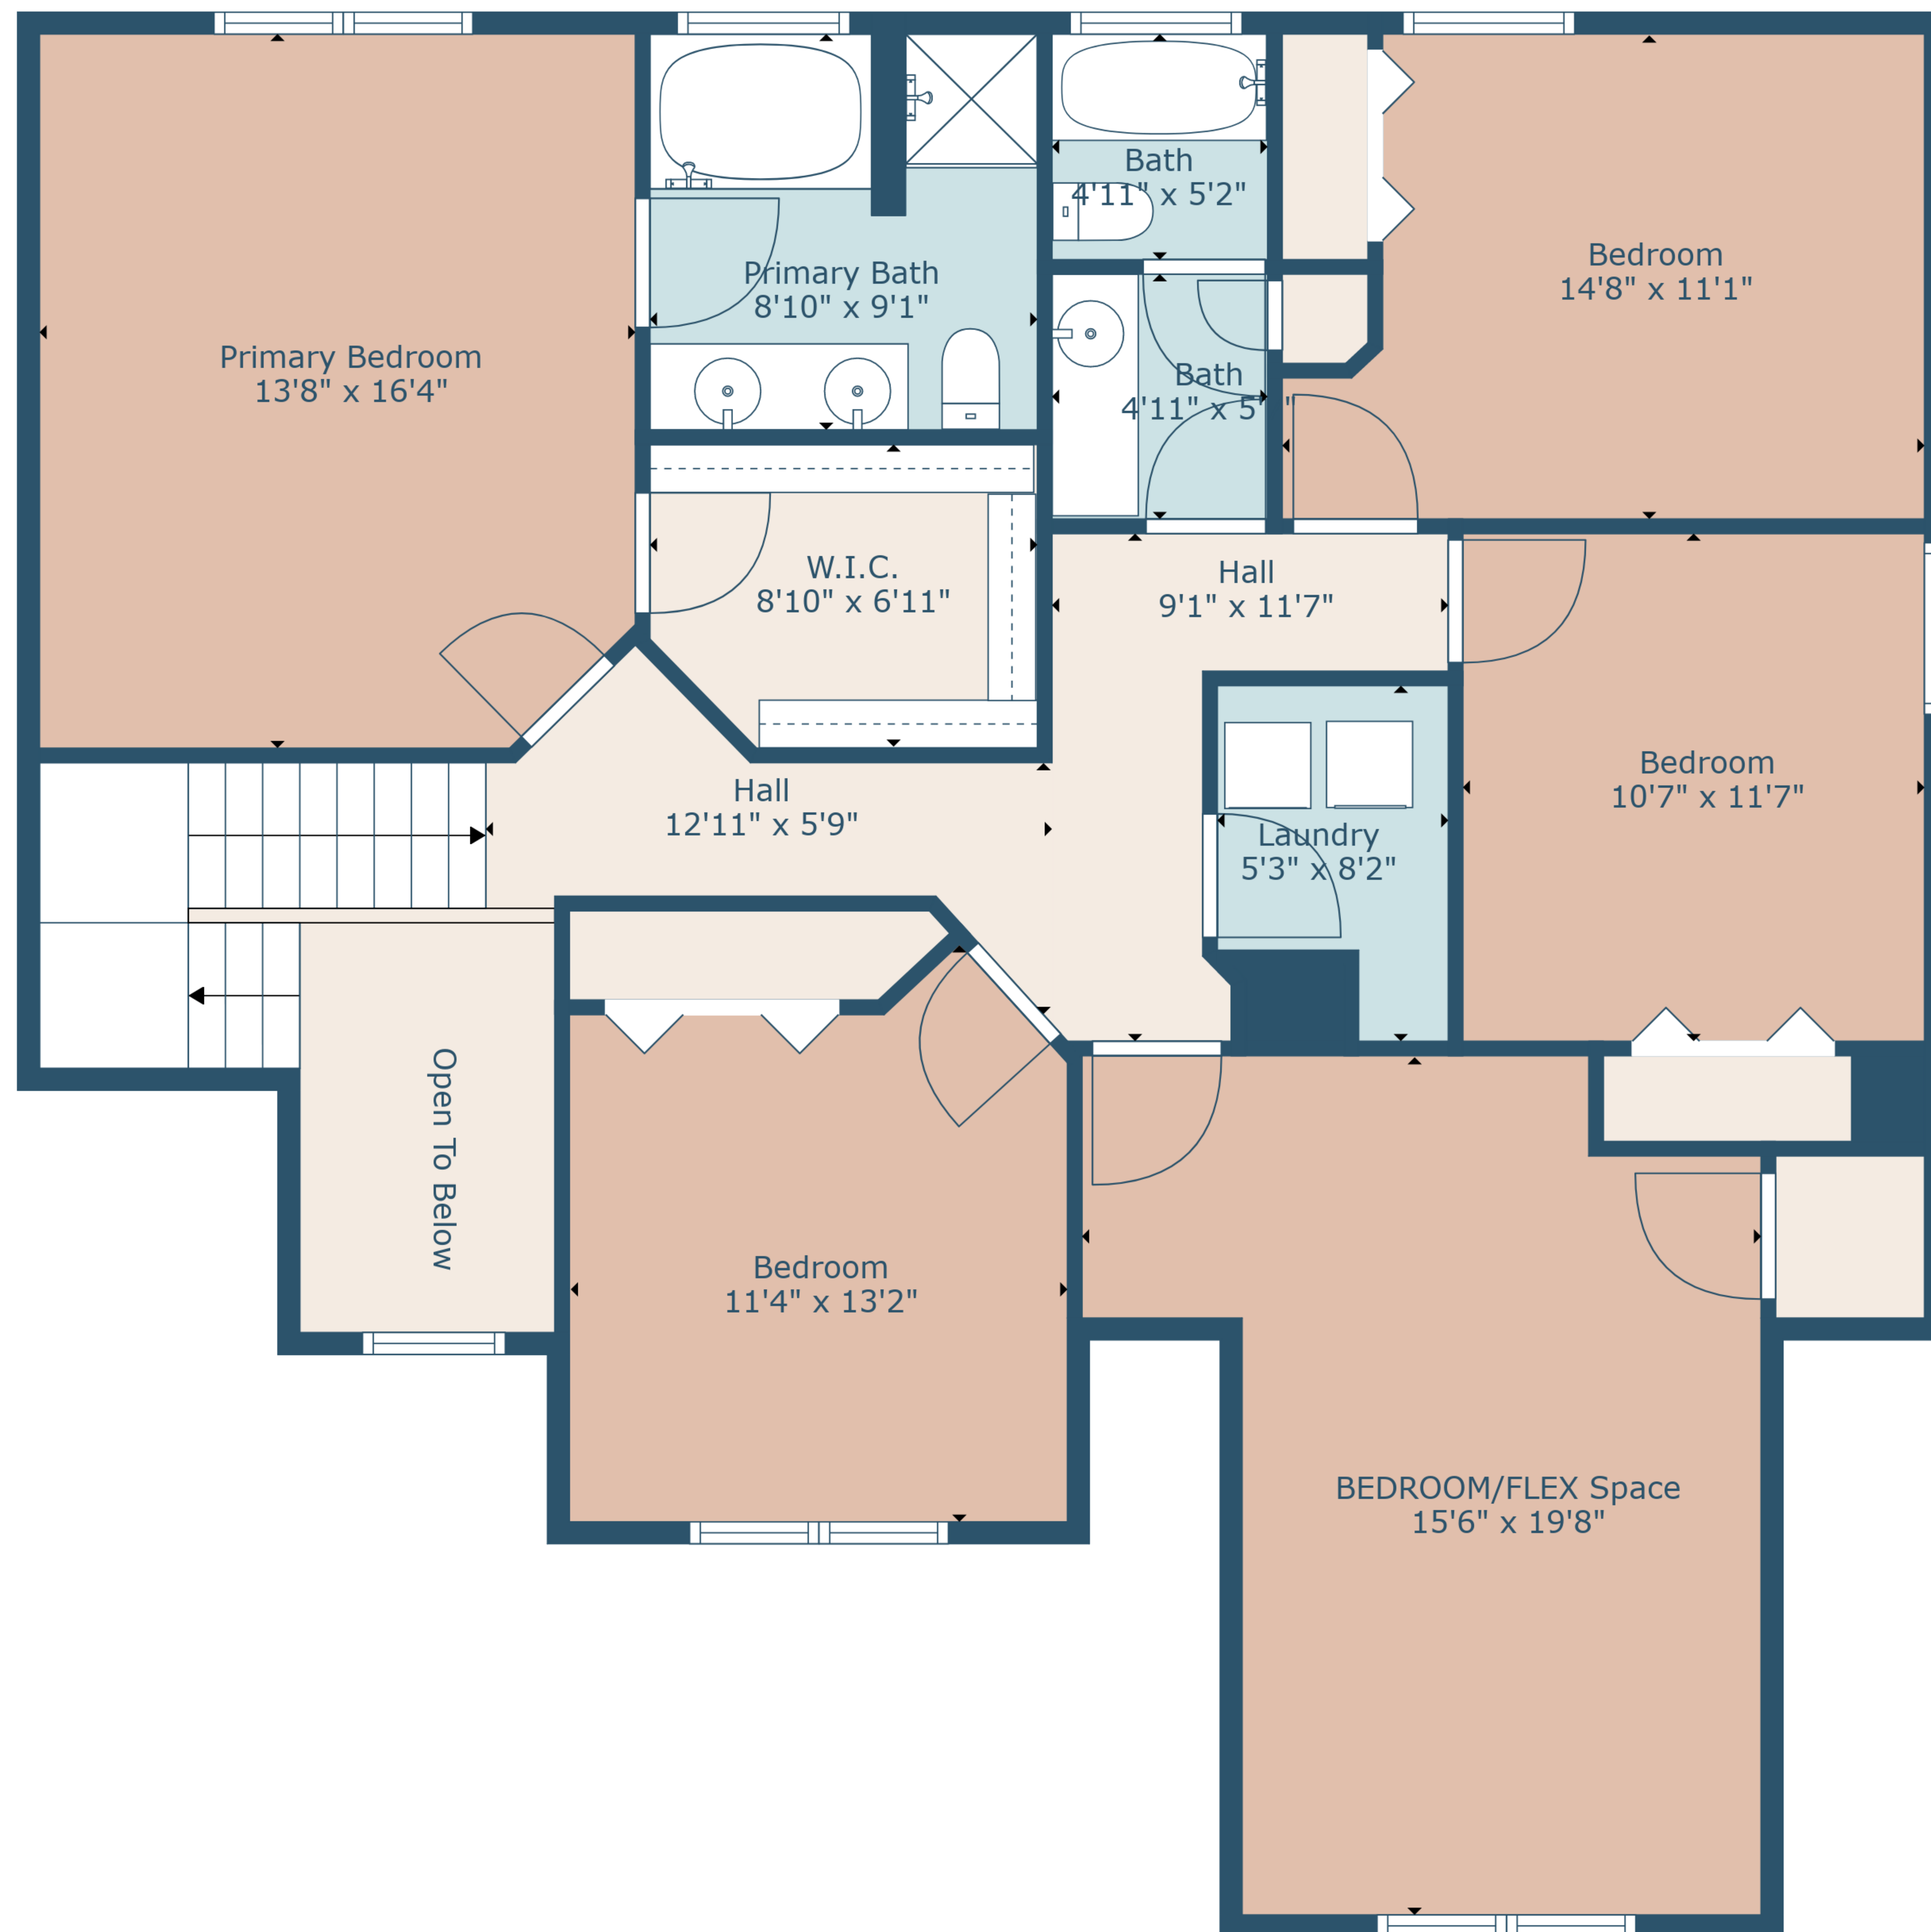 Primary Bedroom
13'8" x 16'4"
Primary Bath
8'10" x 9'1"
Bath
4'11" x 5'2"
Bedroom
14'8" x 11'1"
Bath
4'11" x
W.I.C.
8'10" x 6'11"
Hall
9'1" x 11'7"
Hall
12'11" x 5'9"
Laundry
5'3" x 8'2"
Bedroom
10'7" x 11'7"
Open To Below
Bedroom
11'4" x 13'2"
BEDROOM/FLEX Space
15'6" x 19'8"